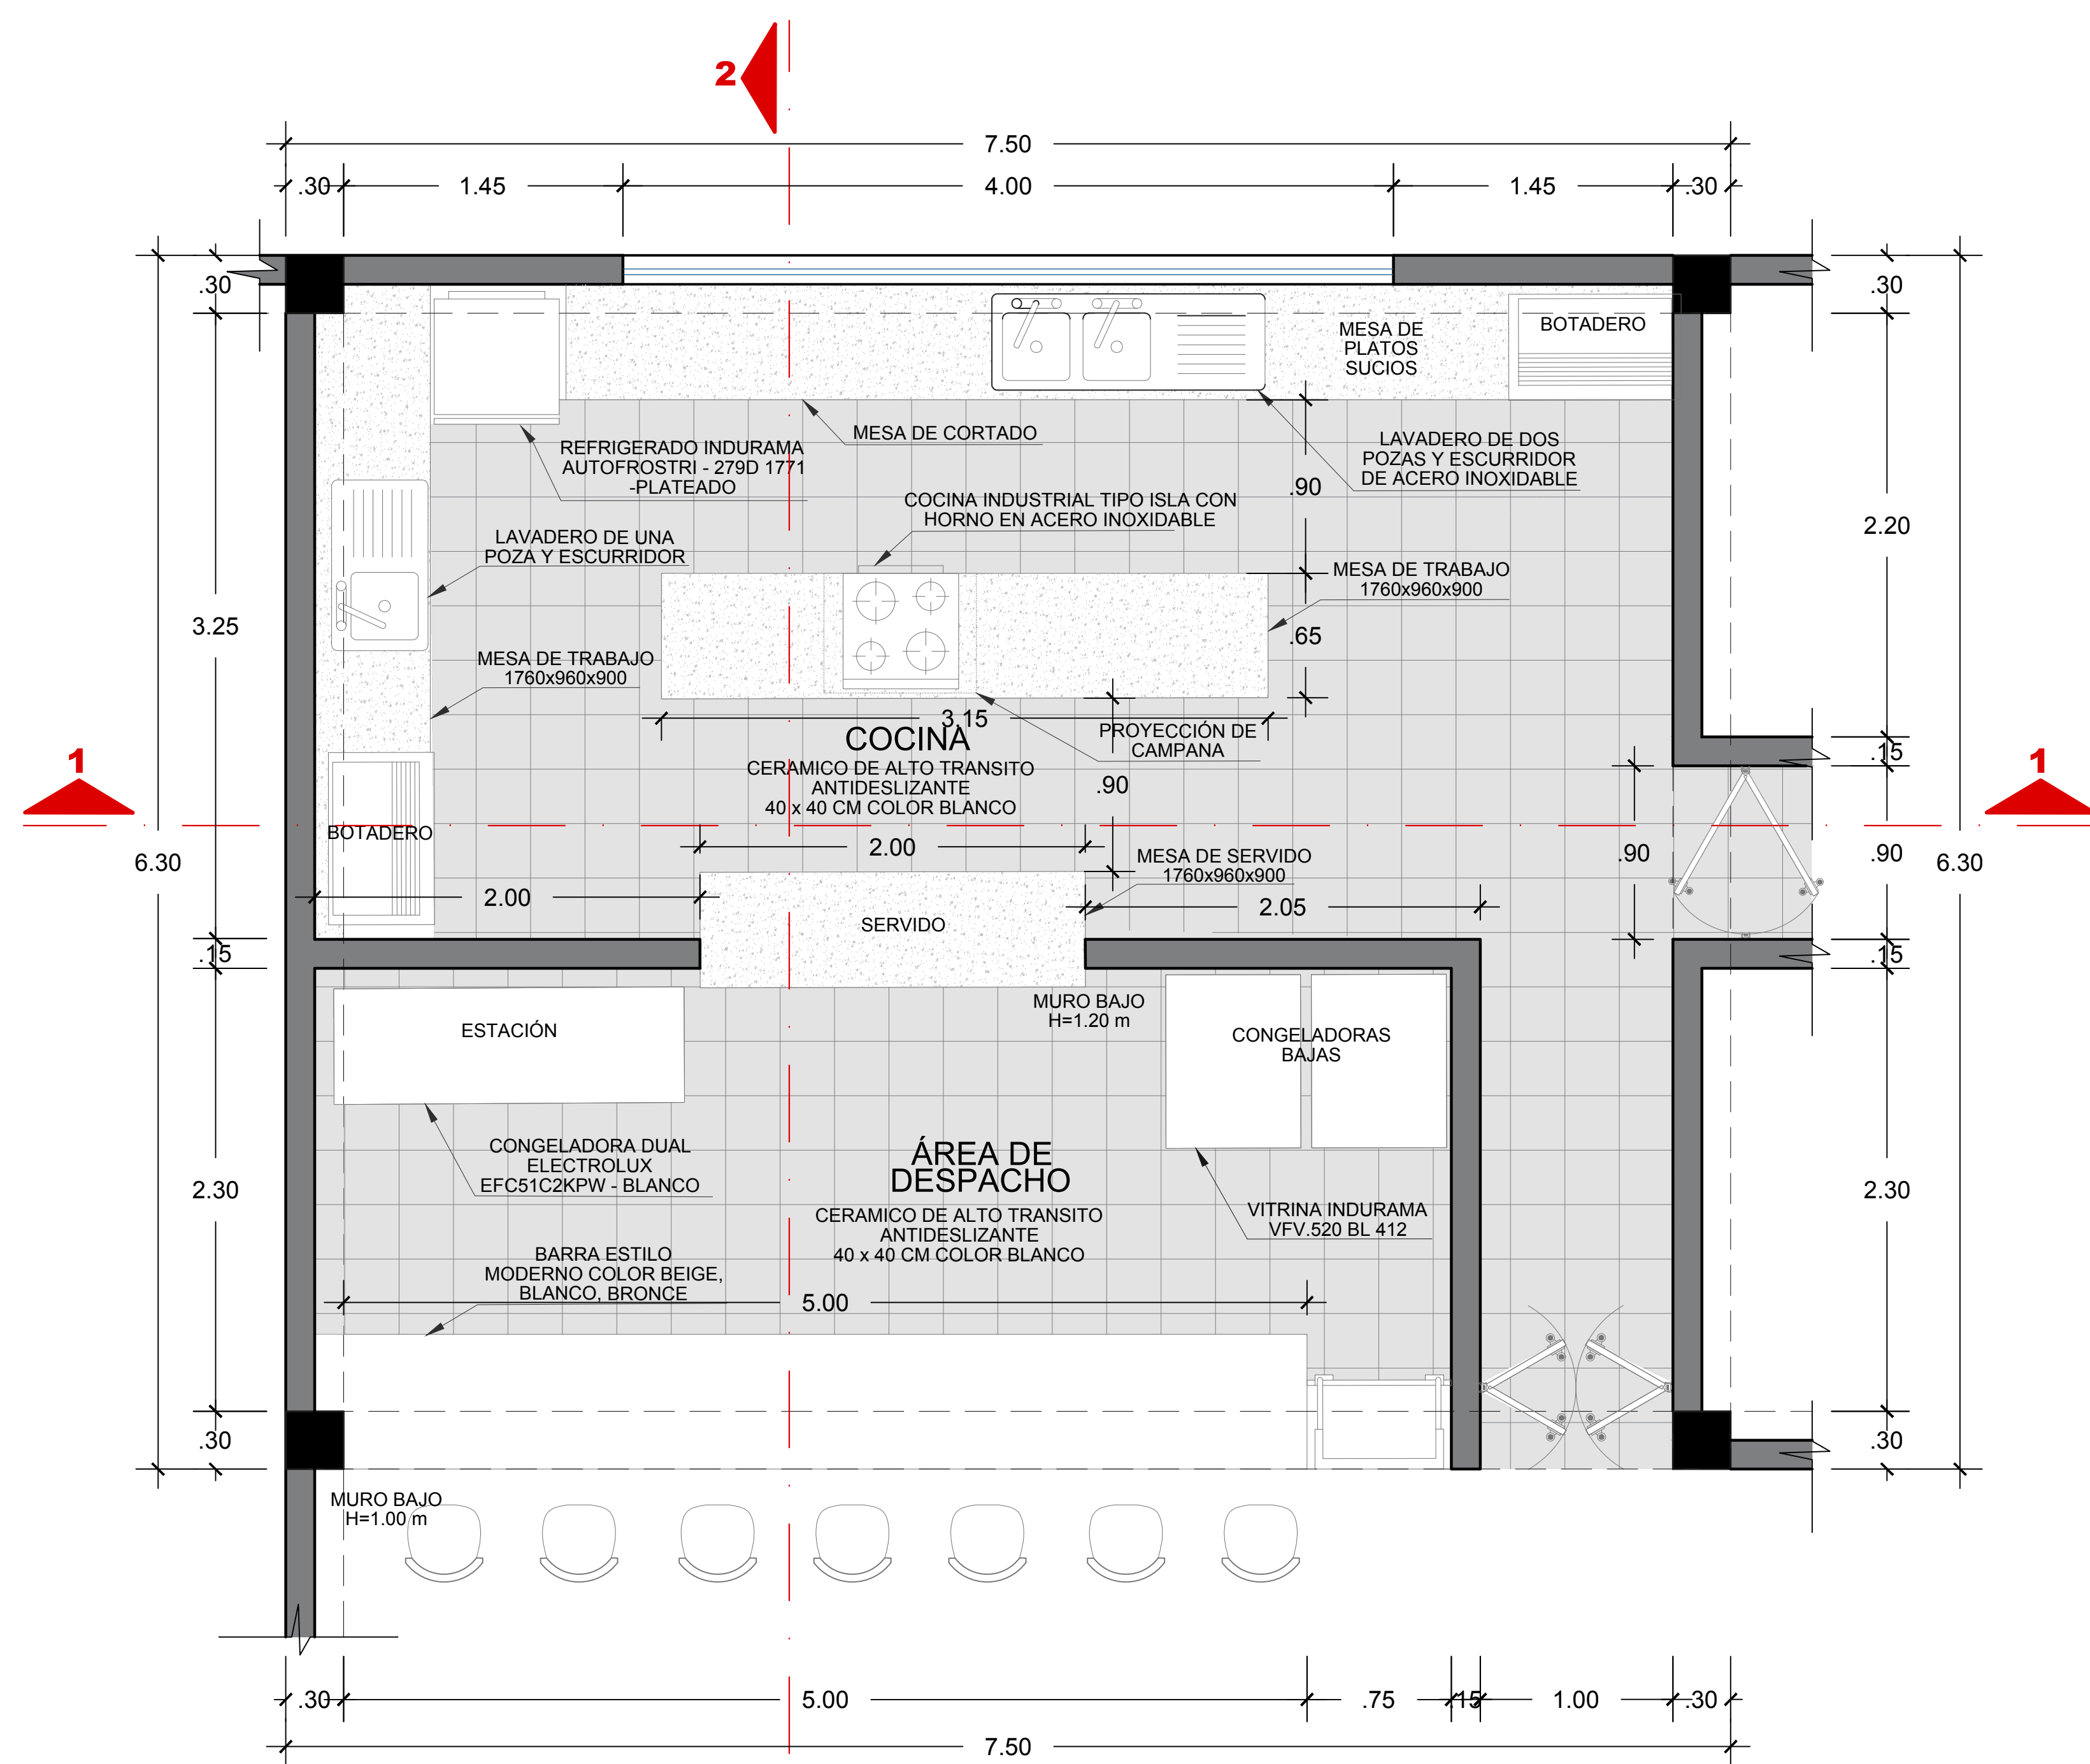 2
7.50
.30
1.45
4.00
1.45
.30
.30
.30
BOTADERO
MESA DE
PLATOS
SUCIOS
MESA DE CORTADO
REFRIGERADO INDURAMA
AUTOFROSTRI - 279D 1771
-PLATEADO
LAVADERO DE DOS
POZAS Y ESCURRIDOR
DE ACERO INOXIDABLE
.90
COCINA INDUSTRIAL TIPO ISLA CON
HORNO EN ACERO INOXIDABLE
2.20
LAVADERO DE UNA
POZA Y ESCURRIDOR
MESA DE TRABAJO
1760x960x900
3.25
.65
MESA DE TRABAJO
1760x960x900
3.15
PROYECCIÓN DE
CAMPANA
COCINA
CERAMICO DE ALTO TRANSITO
ANTIDESLIZANTE
40 x 40 CM COLOR BLANCO
.90
1
1
.15
BOTADERO
2.00
.90
.90
6.30
6.30
MESA DE SERVIDO
1760x960x900
2.00
2.05
SERVIDO
.15
.15
MURO BAJO
H=1.20 m
ESTACIÓN
CONGELADORAS
BAJAS
CONGELADORA DUAL
ELECTROLUX
EFC51C2KPW - BLANCO
ÁREA DE
DESPACHO
2.30
2.30
CERAMICO DE ALTO TRANSITO
ANTIDESLIZANTE
40 x 40 CM COLOR BLANCO
VITRINA INDURAMA
VFV.520 BL 412
BARRA ESTILO
MODERNO COLOR BEIGE,
BLANCO, BRONCE
5.00
.30
.30
MURO BAJO
H=1.00 m
.30
5.00
.75
.15
1.00
.30
7.50